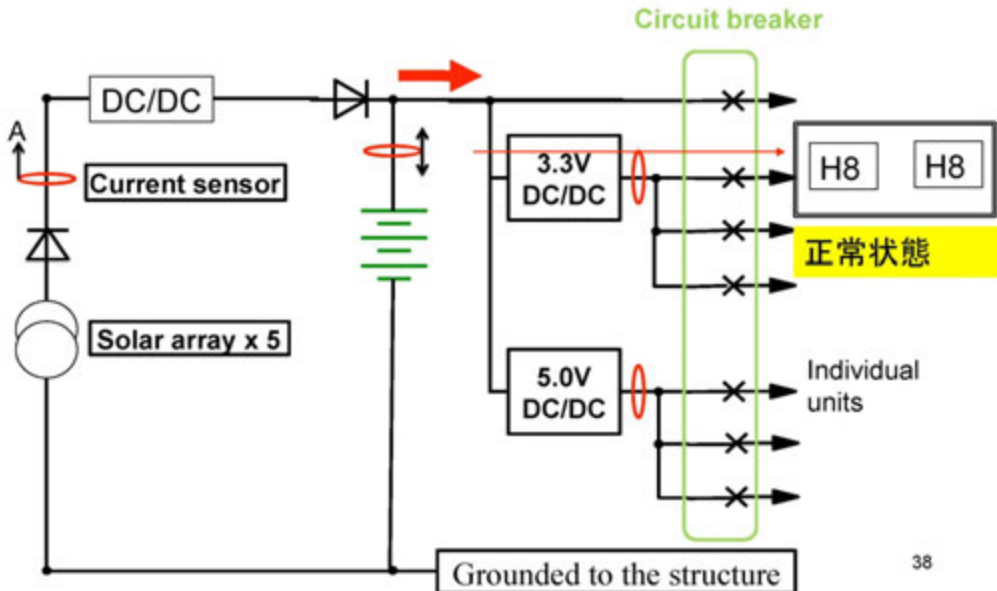 Circuit breaker
DC/DC
A
Current sensor
3.3V
DC/DC
H8
H8
正常状態
Solar array x 5
5.0V
DC/DC
Individual
units
Grounded to the structure
38